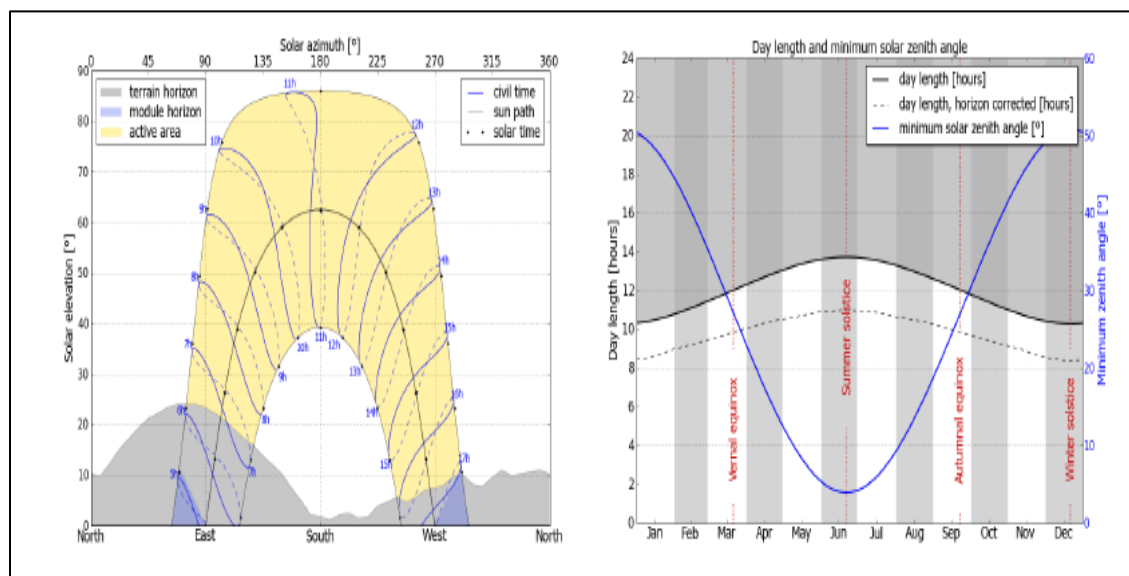 Solar azimuth [°]
0 45 90 135 180 225 270 315 360
terrain horizon
module horizon
active area
civil time
sun path
solar time
Solar elevation [°]
90
80
70
60
50
40
30
20
10
0
11h
12h
10h
13h
9h
14h
8h
15h
7h
16h
6h
17h
5h
10h 11h 12h
9h 13h
8h 14h
7h 15h
North East South West North
Day length and minimum solar zenith angle
day length [hours]
day length, horizon corrected [hours]
minimum solar zenith angle [°]
Day length [hours]
24
22
20
18
16
14
12
10
8
6
4
2
0
Minimum zenith angle [°]
60
50
40
30
20
10
0
Vernal equinox
Summer solstice
Autumnal equinox
Winter solstice
Jan Feb Mar Apr May Jun Jul Aug Sep Oct Nov Dec